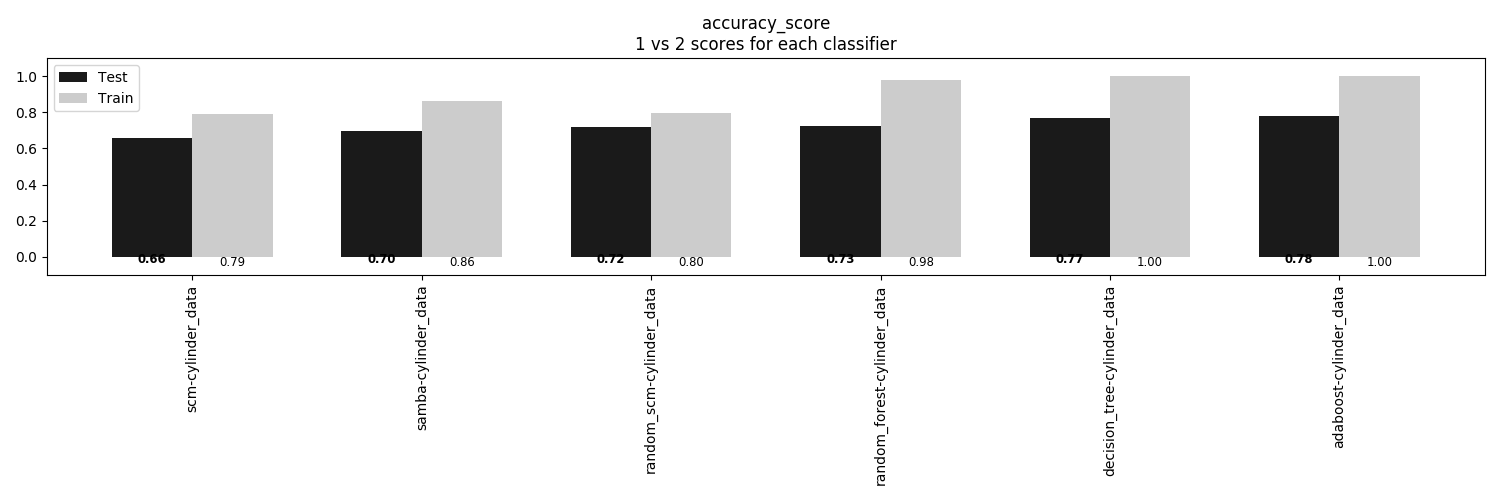 accuracy_score
1 vs 2 scores for each classifier
Test
Train
1.0
0.8
0.6
0.4
0.2
0.0
0.66
0.79
0.70
0.86
0.72
0.80
0.73
0.98
0.77
1.00
0.78
1.00
scm-cylinder_data
samba-cylinder_data
random_scm-cylinder_data
random_forest-cylinder_data
decision_tree-cylinder_data
adaboost-cylinder_data